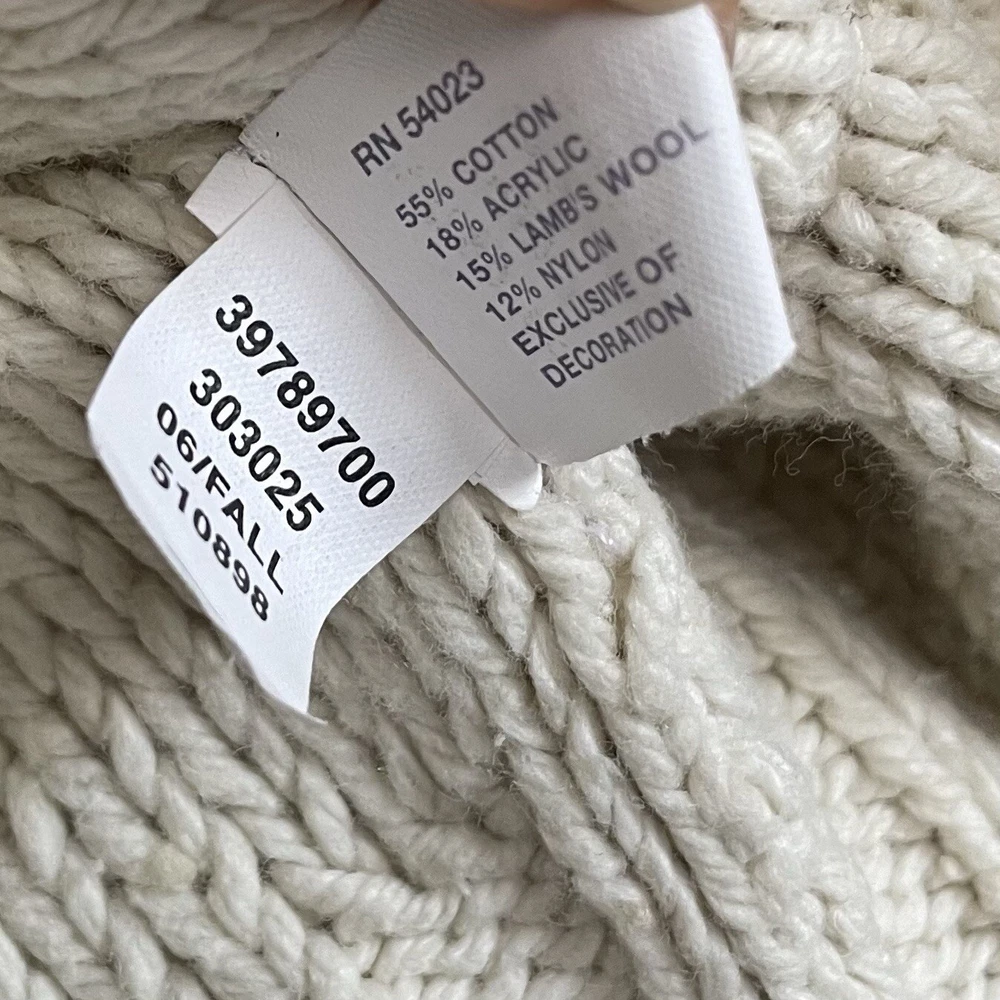 RN 54023
55% COTTON
18% ACRYLIC
15% LAMB'S WOOL
12% NYLON
EXCLUSIVE OF
DECORATION
39789700
303025
06/FALL
510898